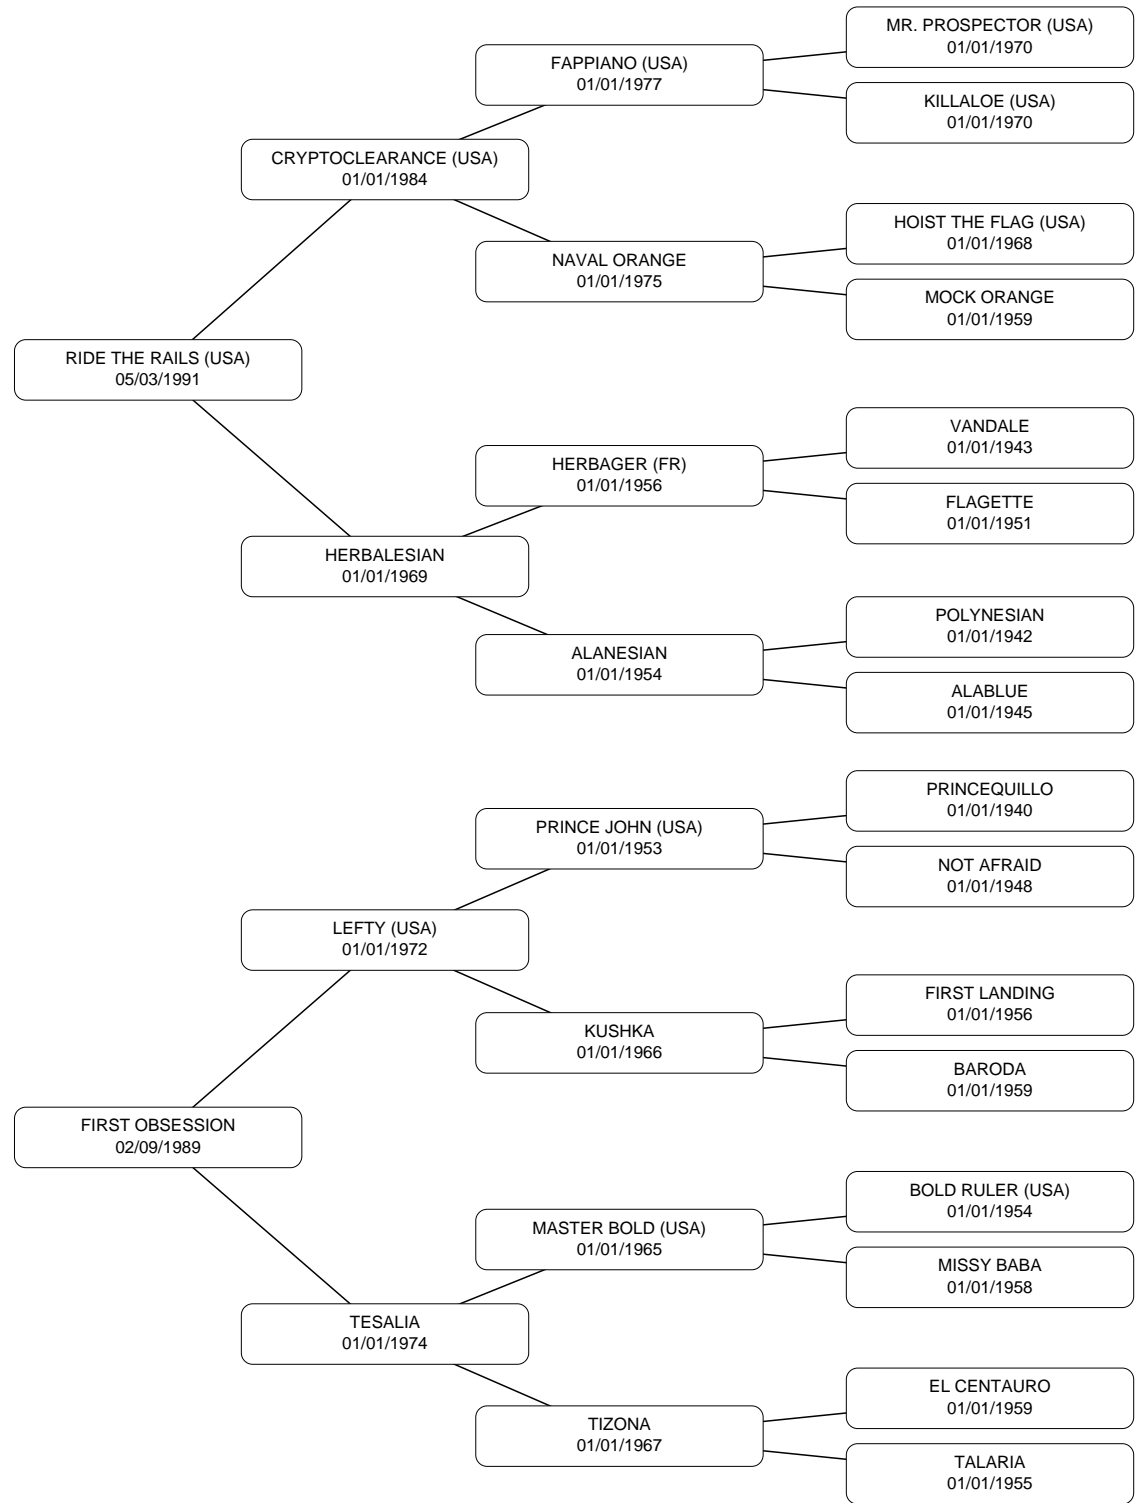 MR. PROSPECTOR (USA)
01/01/1970
FAPPIANO (USA)
01/01/1977
KILLALOE (USA)
01/01/1970
CRYPTOCLEARANCE (USA)
01/01/1984
HOIST THE FLAG (USA)
01/01/1968
NAVAL ORANGE
01/01/1975
MOCK ORANGE
01/01/1959
RIDE THE RAILS (USA)
05/03/1991
VANDALE
01/01/1943
HERBAGER (FR)
01/01/1956
FLAGETTE
01/01/1951
HERBALESIAN
01/01/1969
POLYNESIAN
01/01/1942
ALANESIAN
01/01/1954
ALABLUE
01/01/1945
PRINCEQUILLO
01/01/1940
PRINCE JOHN (USA)
01/01/1953
NOT AFRAID
01/01/1948
LEFTY (USA)
01/01/1972
FIRST LANDING
01/01/1956
KUSHKA
01/01/1966
BARODA
01/01/1959
FIRST OBSESSION
02/09/1989
BOLD RULER (USA)
01/01/1954
MASTER BOLD (USA)
01/01/1965
MISSY BABA
01/01/1958
TESALIA
01/01/1974
EL CENTAURO
01/01/1959
TIZONA
01/01/1967
TALARIA
01/01/1955